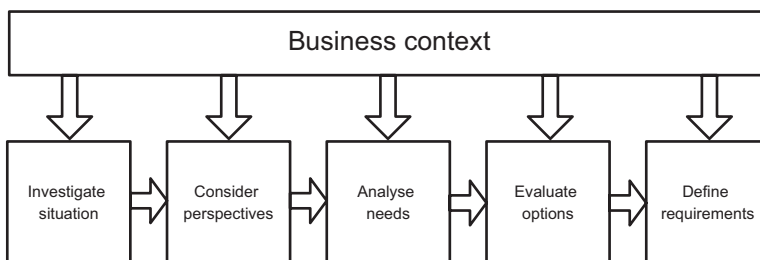 Business context
Investigate
situation
Consider
perspectives
Analyse
needs
Evaluate
options
Define
requirements